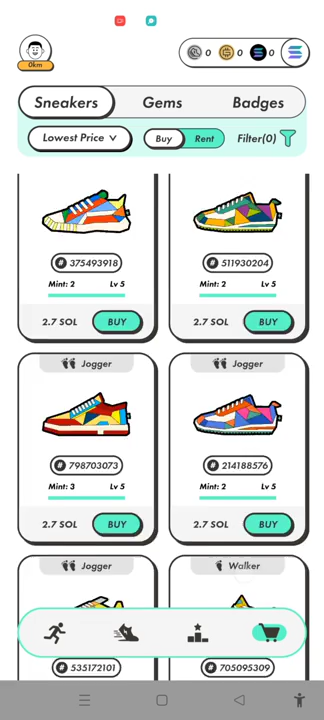 0 0 0
0km
Sneakers Gems Badges
Lowest Price Buy Rent Filter(0)
# 375493918 # 511930204
Mint: 2 Lv 5 Mint: 2 Lv 5
2.7 SOL BUY 2.7 SOL BUY
Jogger Jogger
# 798703073 # 214188576
Mint: 3 Lv 5 Mint: 2 Lv 5
2.7 SOL BUY 2.7 SOL BUY
Jogger Walker
# 535172101 # 705095309